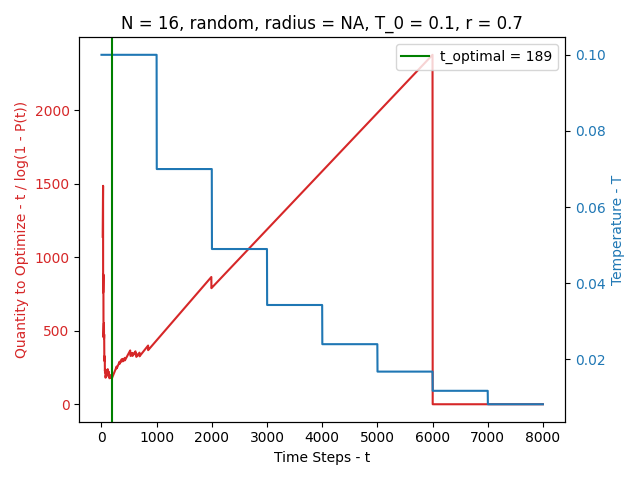 N = 16, random, radius = NA, T_0 = 0.1, r = 0.7
t_optimal = 189
Quantity to Optimize - t / log(1 - P(t))
2000
1500
1000
500
0
0.10
0.08
0.06
0.04
0.02
Temperature - T
0 1000 2000 3000 4000 5000 6000 7000 8000
Time Steps - t